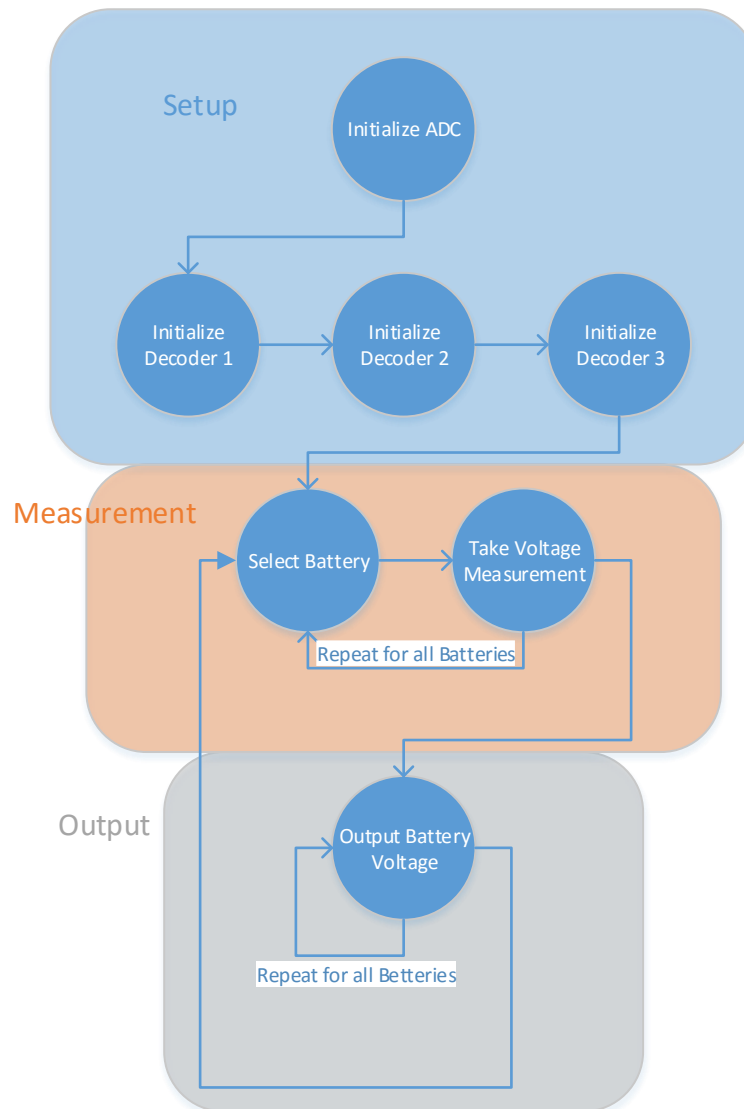 Setup
Initialize ADC
Initialize
Decoder 1
Initialize
Decoder 2
Initialize
Decoder 3
Measurement
Select Battery
Take Voltage
Measurement
Repeat for all Batteries
Output
Output Battery
Voltage
Repeat for all Betteries